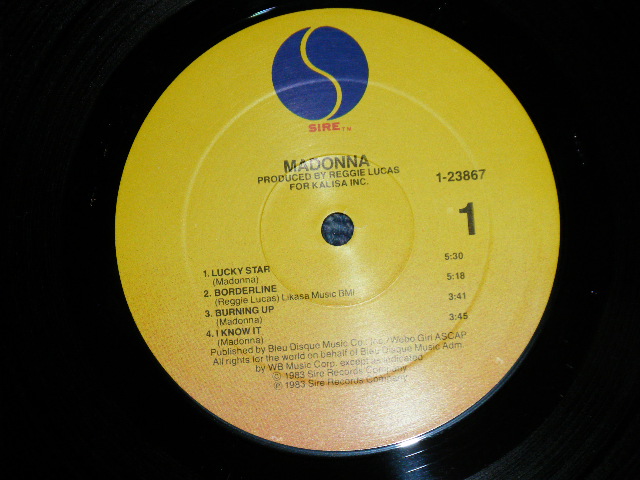 SIRE TM
MADONNA
PRODUCED BY REGGIE LUCAS
FOR KALISA INC.
1-23867
1
1. LUCKY STAR 5:30
(Madonna)
2. BORDERLINE 5:18
(Reggie Lucas) Likasa Music BMI
3. BURNING UP 3:41
(Madonna)
4. I KNOW IT 3:45
(Madonna)
Published by Bleu Disque Music Co., Inc./Webo Girl ASCAP
All rights for the world on behalf of Bleu Disque Music Adm.
by WB Music Corp. except as indicated
© 1983 Sire Records Company
℗ 1983 Sire Records Company